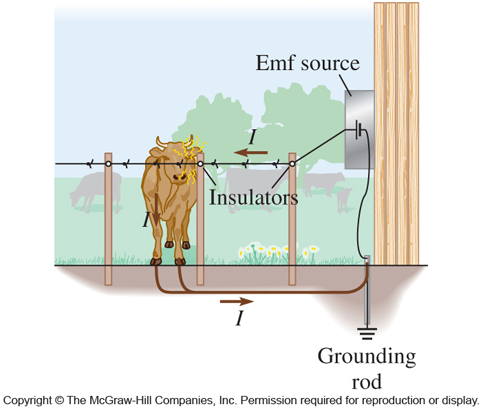 Emf source
I
Insulators
I
I
Grounding
rod
Copyright © The McGraw-Hill Companies, Inc. Permission required for reproduction or display.